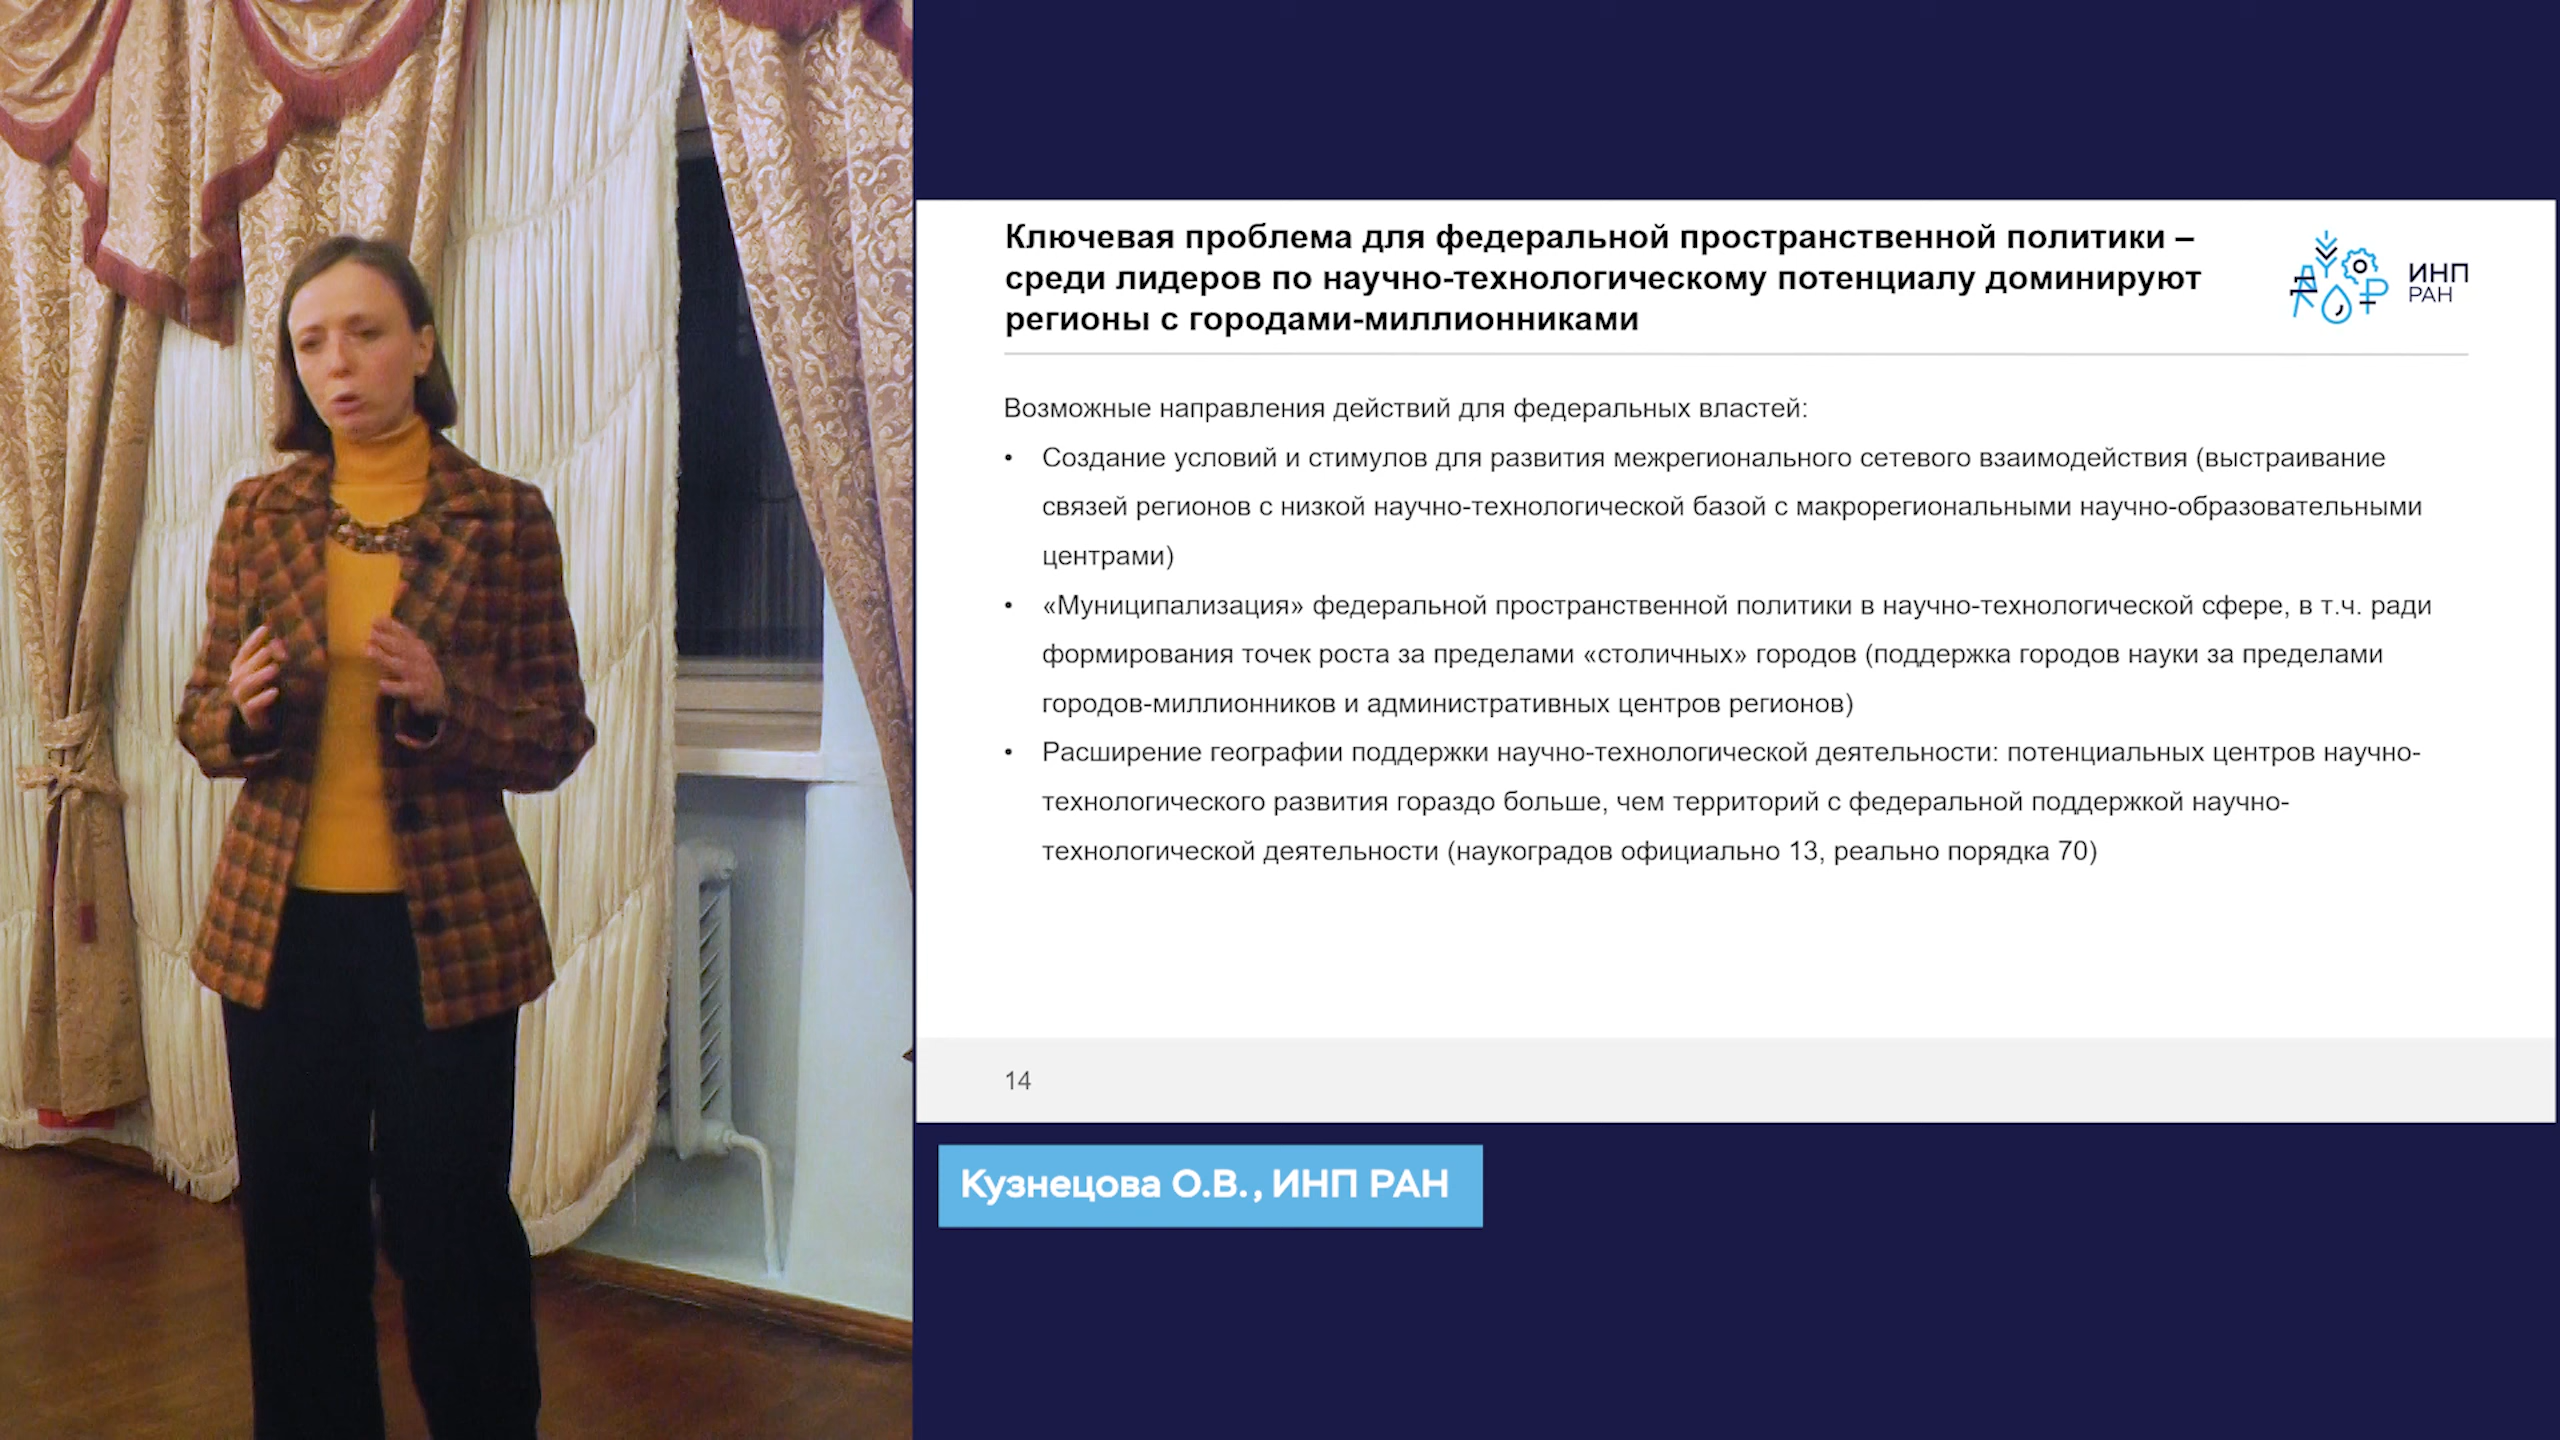 Ключевая проблема для федеральной пространственной политики –
среди лидеров по научно-технологическому потенциалу доминируют
регионы с городами-миллионниками
ИНП
РАН
Возможные направления действий для федеральных властей:
• Создание условий и стимулов для развития межрегионального сетевого взаимодействия (выстраивание
связей регионов с низкой научно-технологической базой с макрорегиональными научно-образовательными
центрами)
• «Муниципализация» федеральной пространственной политики в научно-технологической сфере, в т.ч. ради
формирования точек роста за пределами «столичных» городов (поддержка городов науки за пределами
городов-миллионников и административных центров регионов)
• Расширение географии поддержки научно-технологической деятельности: потенциальных центров научно-
технологического развития гораздо больше, чем территорий с федеральной поддержкой научно-
технологической деятельности (наукоградов официально 13, реально порядка 70)
14
Кузнецова О.В., ИНП РАН